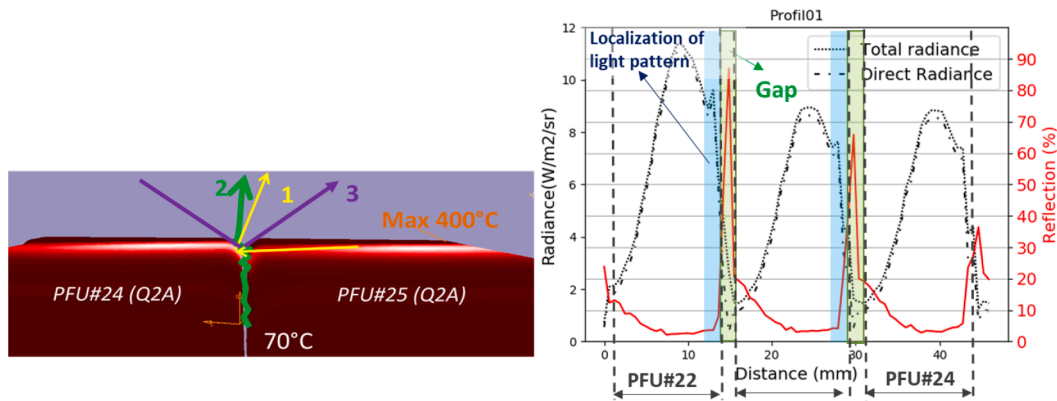 2
1
3
Max 400°C
PFU#24 (Q2A)
PFU#25 (Q2A)
70°C
Profil01
Localization of
light pattern
Gap
Total radiance
Direct Radiance
Radiance(W/m2/sr)
12
10
8
6
4
2
0
Reflection (%)
90
80
70
60
50
40
30
20
10
0
0
10
20
30
40
PFU#22
Distance (mm)
PFU#24